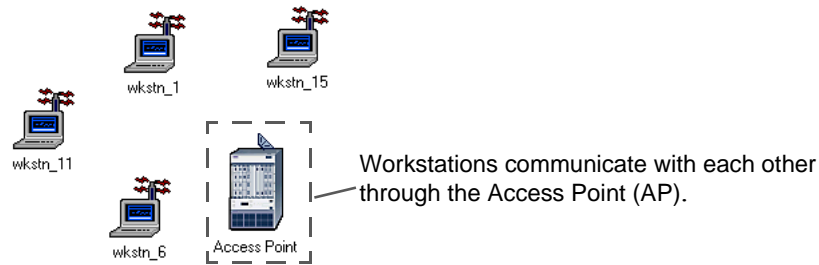 wkstn_1
wkstn_15
wkstn_11
wkstn_6
Access Point
Workstations communicate with each other
through the Access Point (AP).